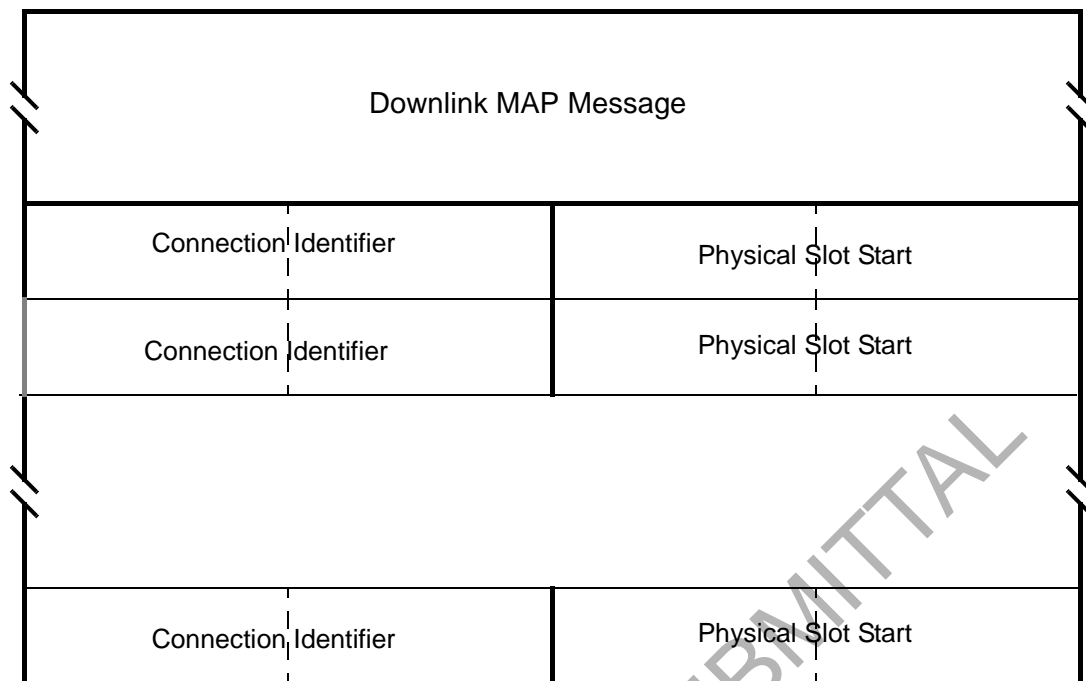 Downlink MAP Message
Connection Identifier
Physical Slot Start
Connection Identifier
Physical Slot Start
Connection Identifier
Physical Slot Start